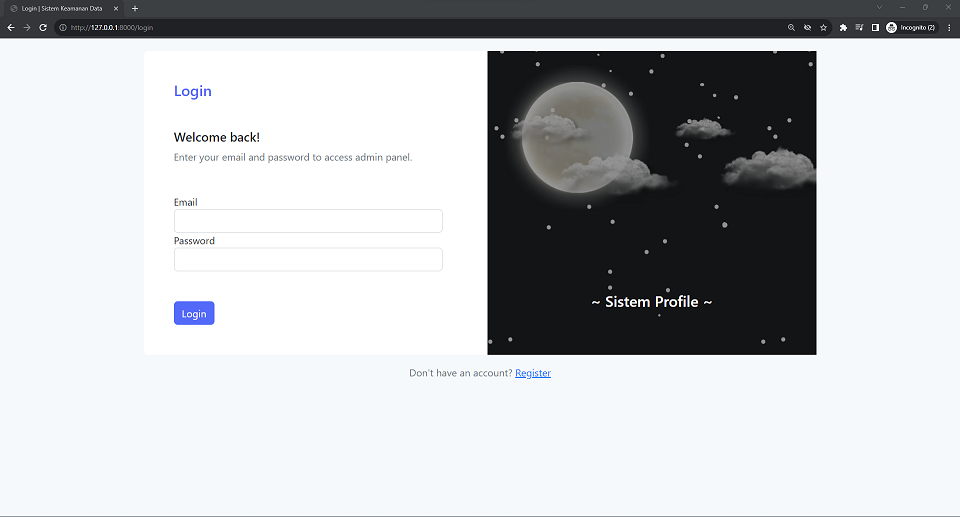 Login | Sistem Keamanan Data
http://127.0.0.1:8000/login
Incognito (2)
Login
Welcome back!
Enter your email and password to access admin panel.
Email
Password
Login
~ Sistem Profile ~
Don't have an account? Register